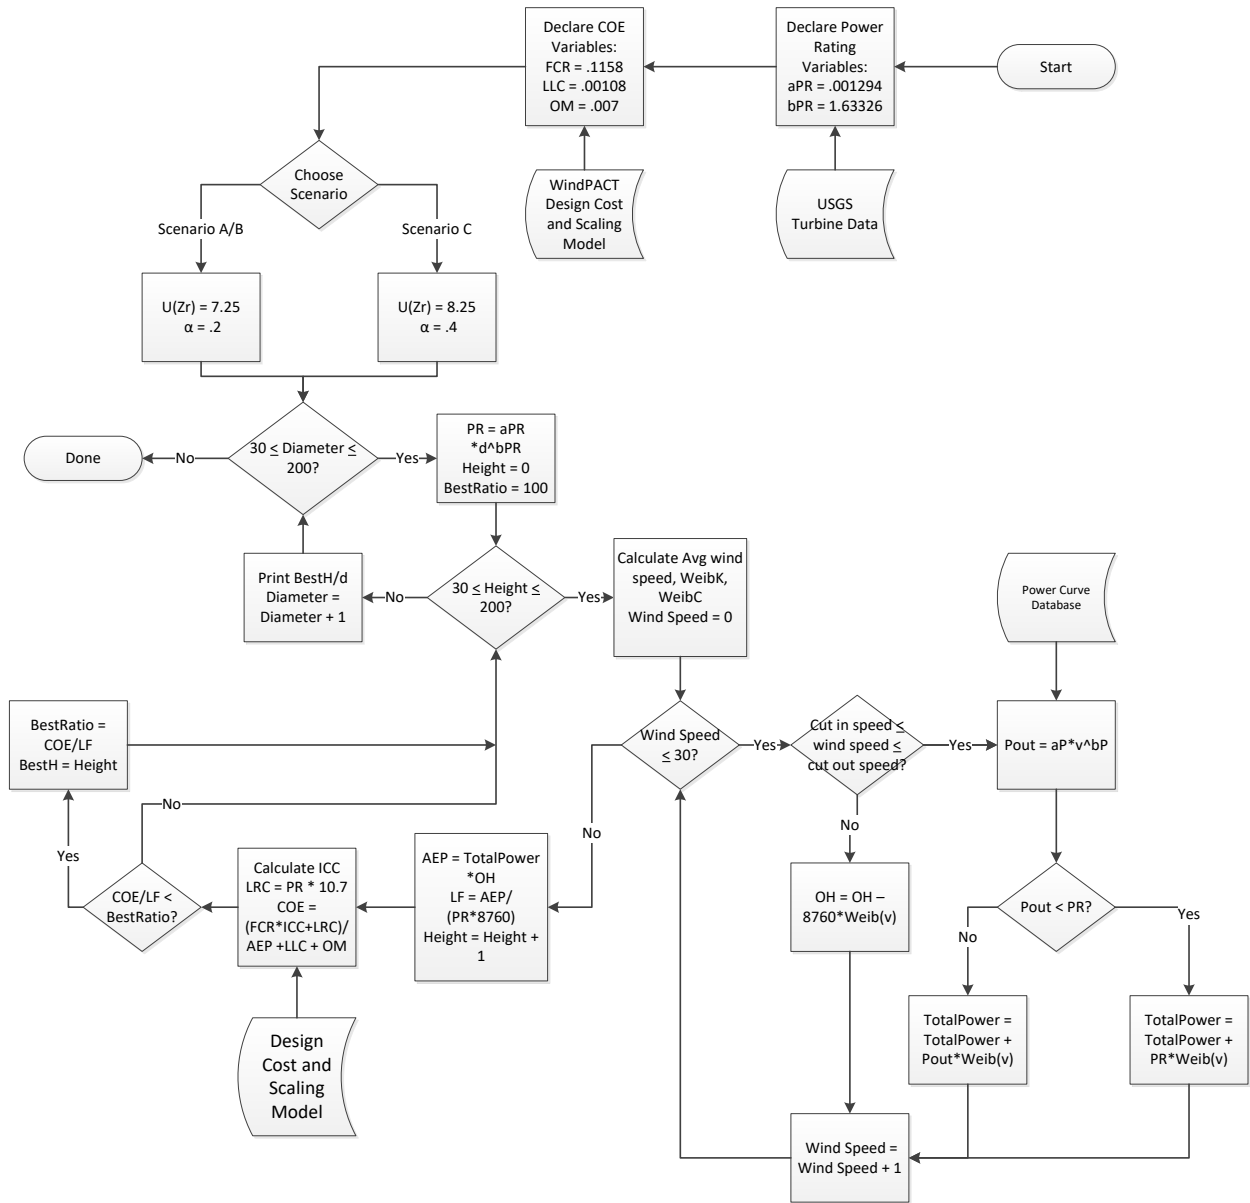 Start
Declare Power
Rating
Variables:
aPR = .001294
bPR = 1.63326
USGS
Turbine Data
Declare COE
Variables:
FCR = .1158
LLC = .00108
OM = .007
WindPACT
Design Cost
and Scaling
Model
Choose
Scenario
Scenario A/B
Scenario C
U(Zr) = 7.25
α = .2
U(Zr) = 8.25
α = .4
30 ≤ Diameter ≤
200?
No
Done
Yes
PR = aPR
*d^bPR
Height = 0
BestRatio = 100
30 ≤ Height ≤
200?
No
Print BestH/d
Diameter =
Diameter + 1
Yes
Calculate Avg wind
speed, WeibK,
WeibC
Wind Speed = 0
Wind Speed
≤ 30?
Yes
Cut in speed ≤
wind speed ≤
cut out speed?
Yes
Power Curve
Database
Pout = aP*v^bP
Pout < PR?
No
Yes
TotalPower =
TotalPower +
Pout*Weib(v)
TotalPower =
TotalPower +
PR*Weib(v)
No
OH = OH –
8760*Weib(v)
Wind Speed =
Wind Speed + 1
No
AEP = TotalPower
*OH
LF = AEP/
(PR*8760)
Height = Height +
1
Calculate ICC
LRC = PR * 10.7
COE =
(FCR*ICC+LRC)/
AEP +LLC + OM
Design
Cost and
Scaling
Model
COE/LF <
BestRatio?
No
Yes
BestRatio =
COE/LF
BestH = Height